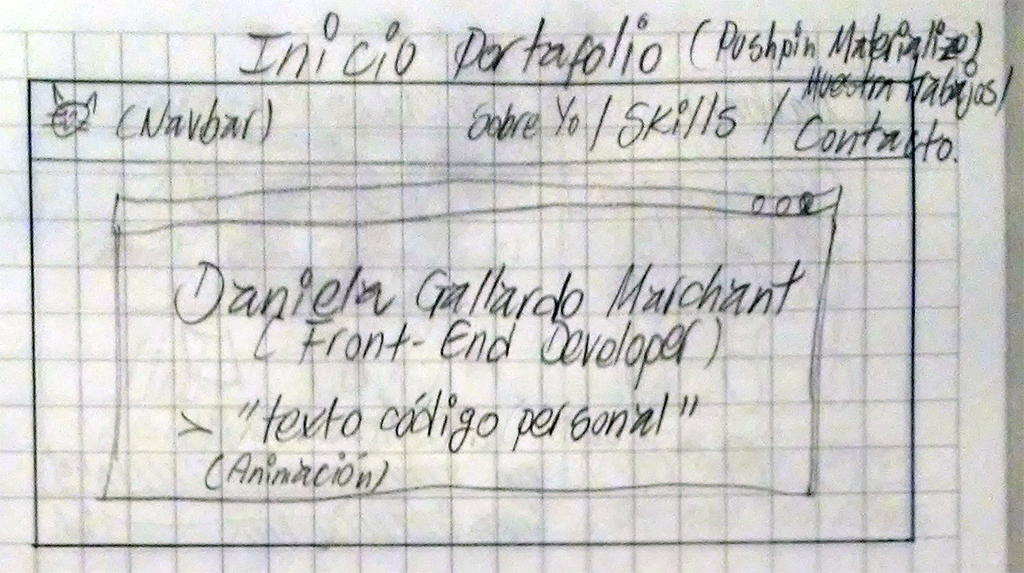 Inicio Portafolio (Pushpin Materialize)
(Navbar) Sobre Yo / Skills / Muestra trabajos/
Contacto.
Daniela Gallardo Marchant
(Front-End Developer)
> "texto código personal"
(Animación)